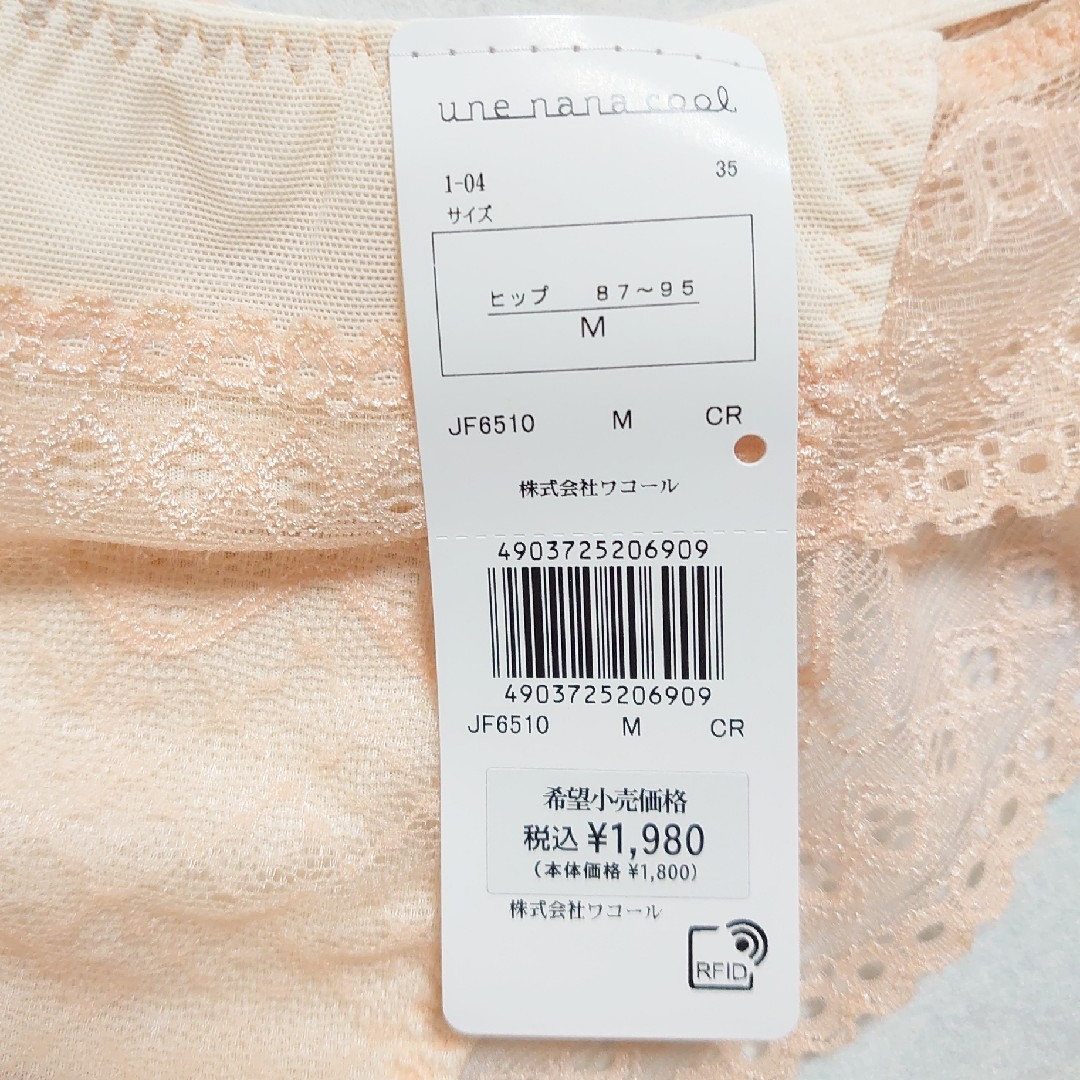 une nana cool
1-04 35
サイズ
ヒップ 87～95
M
JF6510 M CR
株式会社ワコール
4903725206909
4903725206909
JF6510 M CR
希望小売価格
税込 ¥1,980
（本体価格 ¥1,800）
株式会社ワコール
RFID